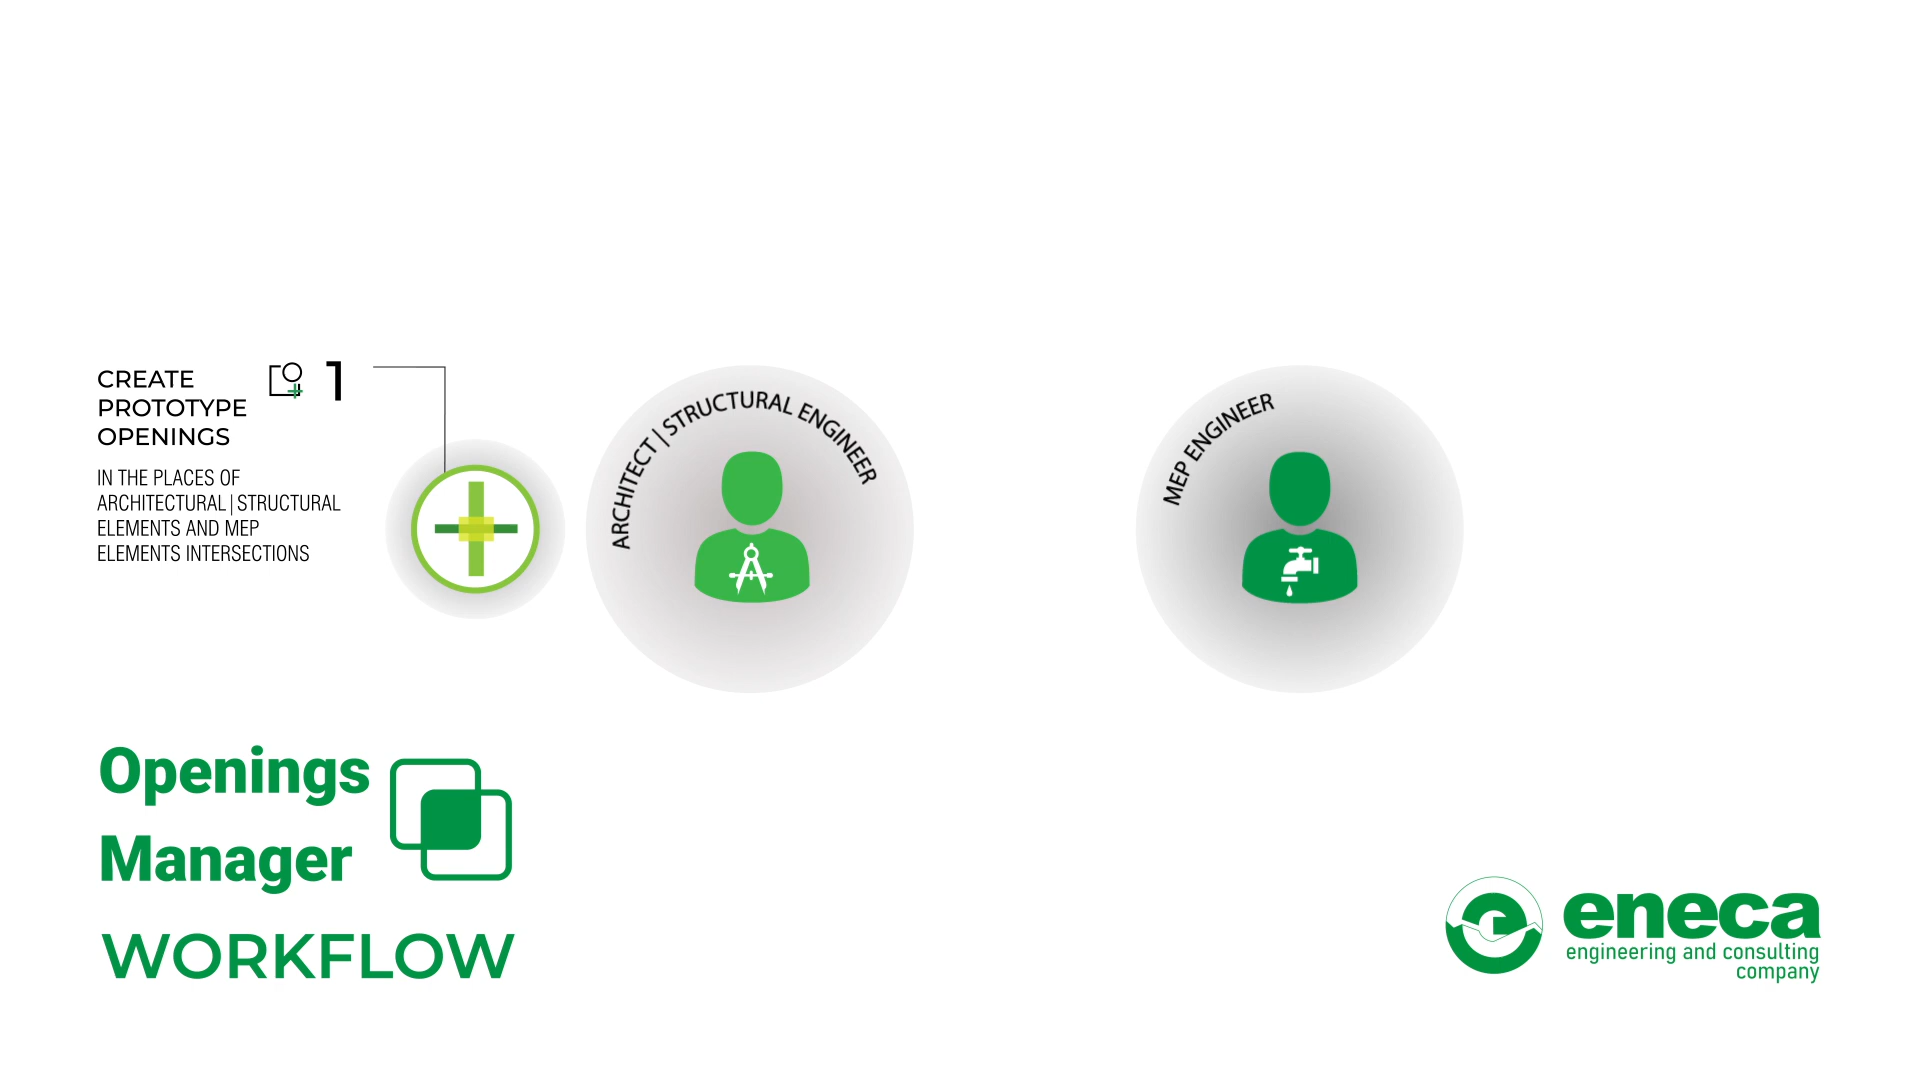 CREATE
PROTOTYPE
OPENINGS
1
IN THE PLACES OF
ARCHITECTURAL|STRUCTURAL
ELEMENTS AND MEP
ELEMENTS INTERSECTIONS
ARCHITECT | STRUCTURAL ENGINEER
MEP ENGINEER
Openings
Manager
WORKFLOW
eneca
engineering and consulting
company